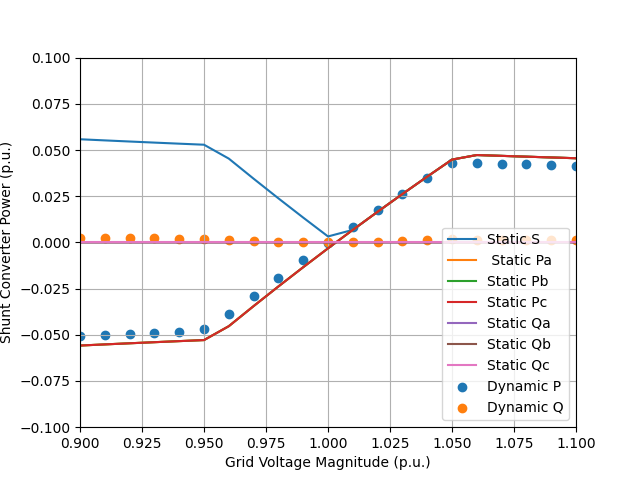 0.100
0.075
0.050
0.025
0.000
−0.025
−0.050
−0.075
−0.100
Shunt Converter Power (p.u.)
Static S
Static Pa
Static Pb
Static Pc
Static Qa
Static Qb
Static Qc
Dynamic P
Dynamic Q
0.900 0.925 0.950 0.975 1.000 1.025 1.050 1.075 1.100
Grid Voltage Magnitude (p.u.)